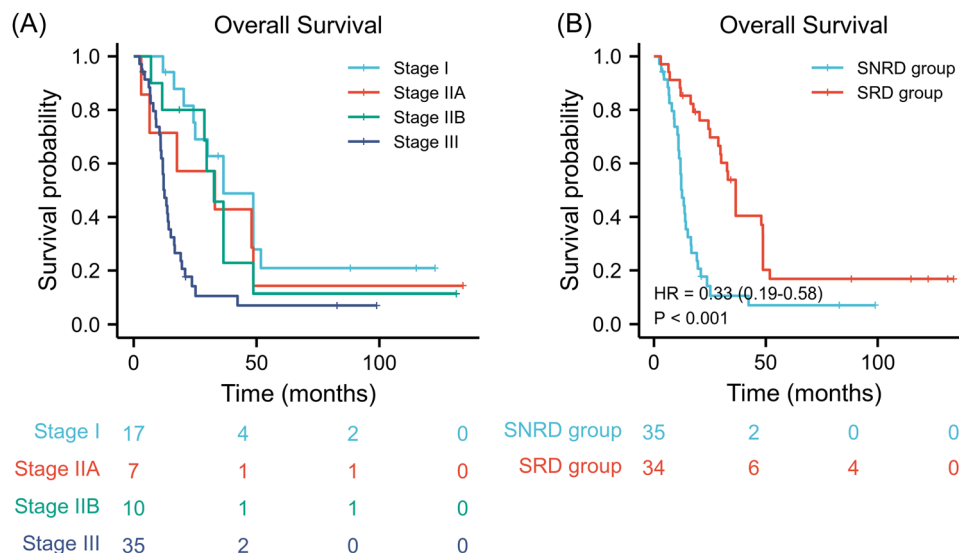 (A)
Overall Survival
Survival probability
1.0
0.8
0.6
0.4
0.2
0.0
Stage I
Stage IIA
Stage IIB
Stage III
0 50 100
Time (months)
Stage I 17 4 2 0
Stage IIA 7 1 1 0
Stage IIB 10 1 1 0
Stage III 35 2 0 0
(B)
Overall Survival
Survival probability
1.0
0.8
0.6
0.4
0.2
0.0
SNRD group
SRD group
HR = 0.33 (0.19-0.58)
P < 0.001
0 50 100
Time (months)
SNRD group 35 2 0 0
SRD group 34 6 4 0